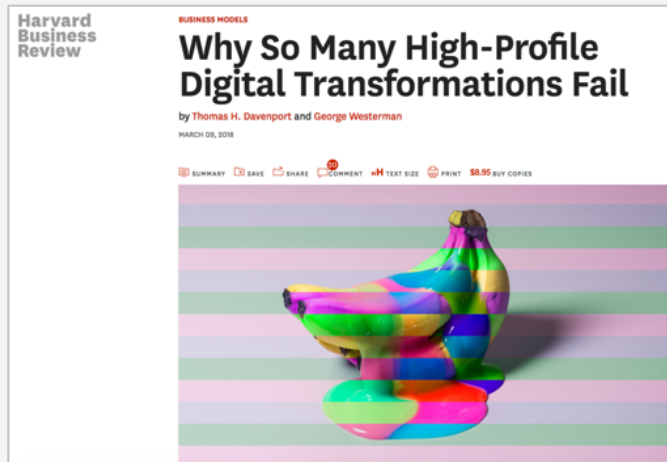 Harvard
Business
Review
BUSINESS MODELS
Why So Many High-Profile
Digital Transformations Fail
by Thomas H. Davenport and George Westerman
MARCH 09, 2018
SUMMARY SAVE SHARE 20 COMMENT HH TEXT SIZE PRINT $8.95 BUY COPIES